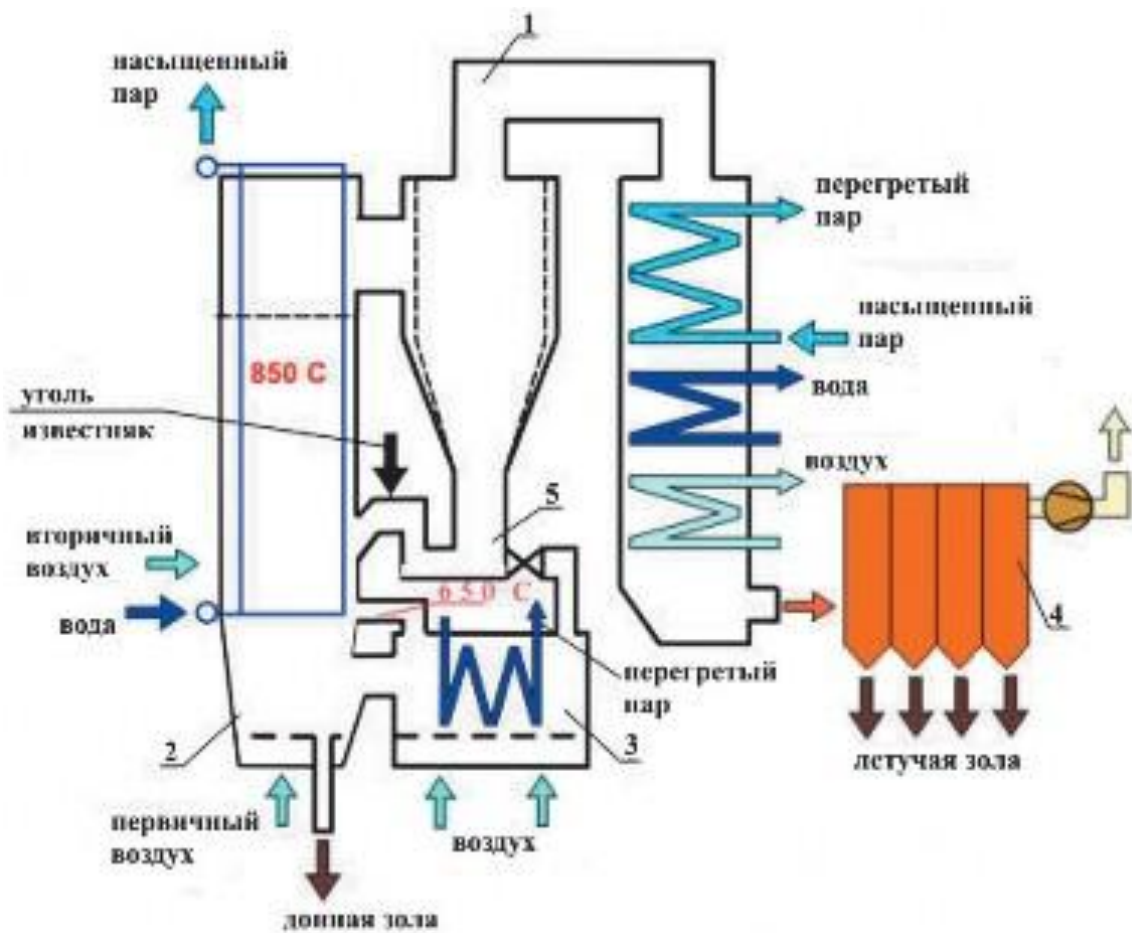 1
насыщенный
пар
перегретый
пар
насыщенный
пар
850 С
вода
уголь
известняк
воздух
5
вторичный
воздух
650 С
4
вода
перегретый
пар
2
3
летучая зола
первичный
воздух
воздух
донная зола